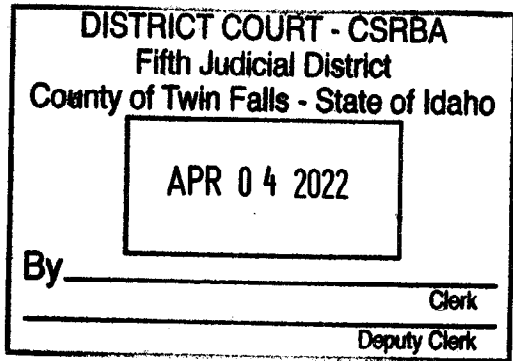 DISTRICT COURT - CSRBA
Fifth Judicial District
County of Twin Falls - State of Idaho
APR 04 2022
By
Clerk
Deputy Clerk